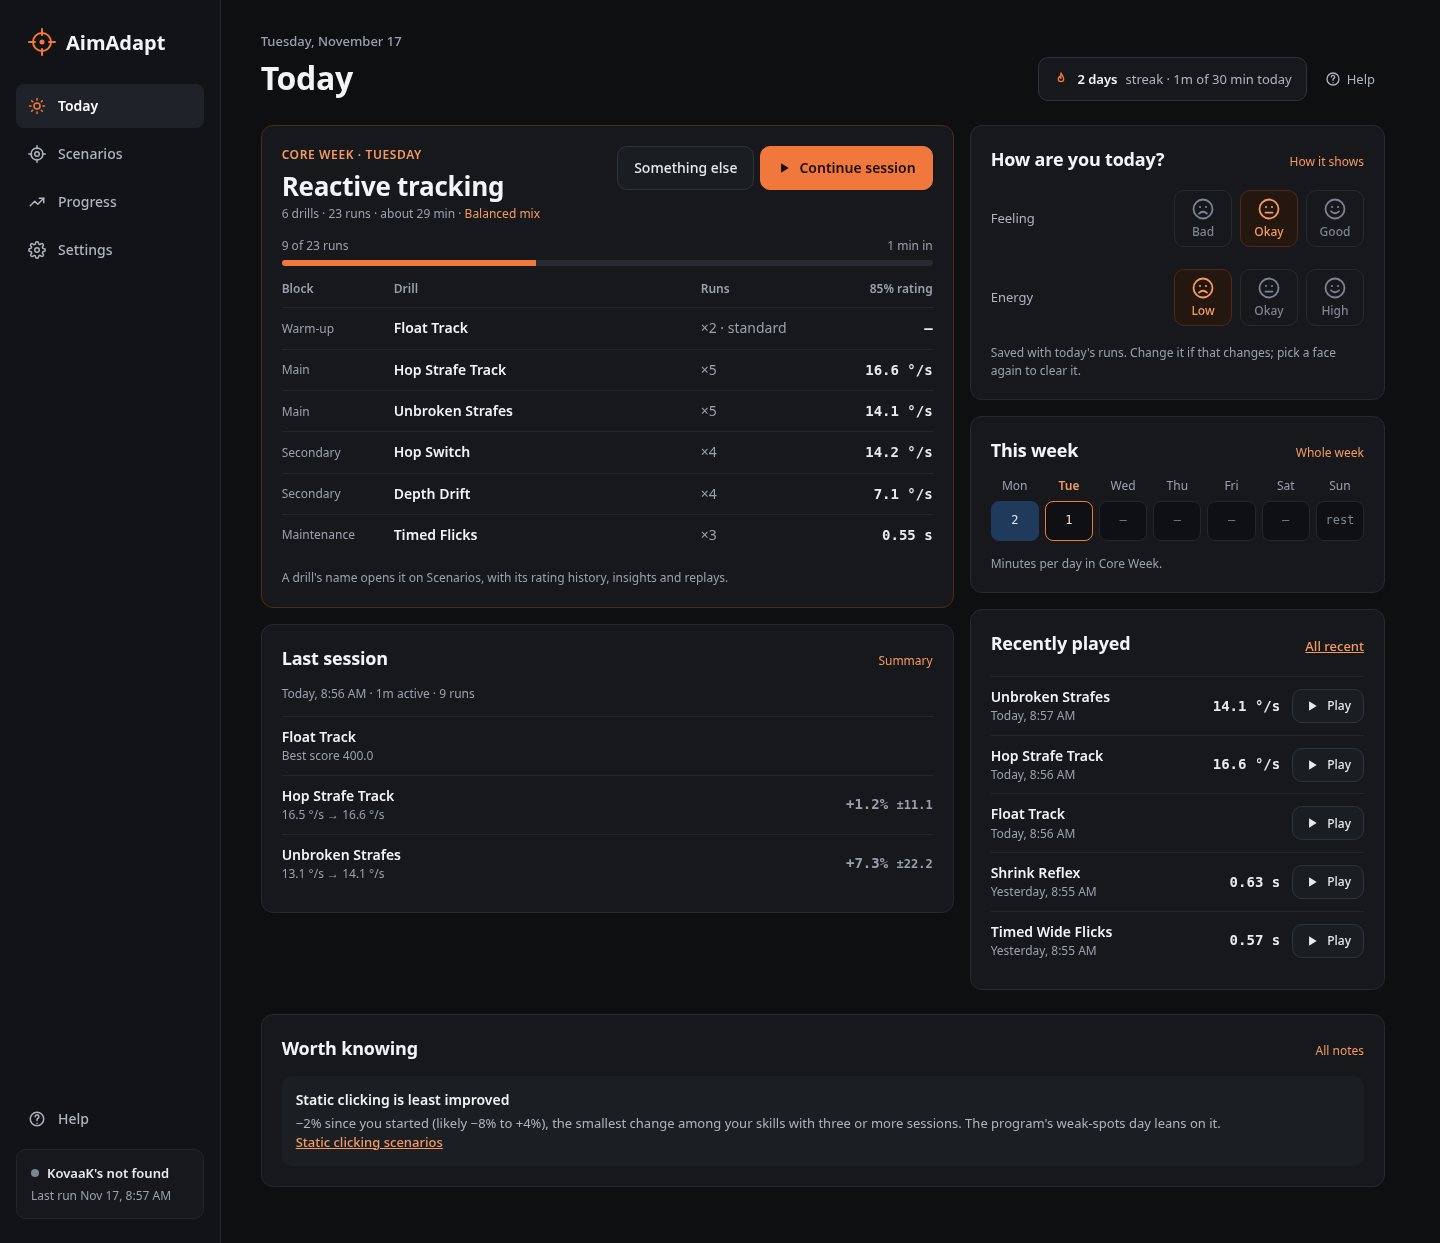 AimAdapt
Today
Scenarios
Progress
Settings
Help
KovaaK's not found
Last run Nov 17, 8:57 AM
Tuesday, November 17
Today
2 days streak · 1m of 30 min today
Help
CORE WEEK · TUESDAY
Reactive tracking
6 drills · 23 runs · about 29 min · Balanced mix
Something else
Continue session
9 of 23 runs
1 min in
Block Drill Runs 85% rating
Warm-up Float Track ×2 · standard –
Main Hop Strafe Track ×5 16.6 °/s
Main Unbroken Strafes ×5 14.1 °/s
Secondary Hop Switch ×4 14.2 °/s
Secondary Depth Drift ×4 7.1 °/s
Maintenance Timed Flicks ×3 0.55 s
A drill's name opens it on Scenarios, with its rating history, insights and replays.
Last session
Summary
Today, 8:56 AM · 1m active · 9 runs
Float Track
Best score 400.0
Hop Strafe Track
16.5 °/s → 16.6 °/s
+1.2% ±11.1
Unbroken Strafes
13.1 °/s → 14.1 °/s
+7.3% ±22.2
How are you today?
How it shows
Feeling
Bad Okay Good
Energy
Low Okay High
Saved with today's runs. Change it if that changes; pick a face
again to clear it.
This week
Whole week
Mon Tue Wed Thu Fri Sat Sun
2 1 – – – – rest
Minutes per day in Core Week.
Recently played
All recent
Unbroken Strafes
Today, 8:57 AM
14.1 °/s
Play
Hop Strafe Track
Today, 8:56 AM
16.6 °/s
Play
Float Track
Today, 8:56 AM
Play
Shrink Reflex
Yesterday, 8:55 AM
0.63 s
Play
Timed Wide Flicks
Yesterday, 8:55 AM
0.57 s
Play
Worth knowing
All notes
Static clicking is least improved
−2% since you started (likely −8% to +4%), the smallest change among your skills with three or more sessions. The program's weak-spots day leans on it.
Static clicking scenarios